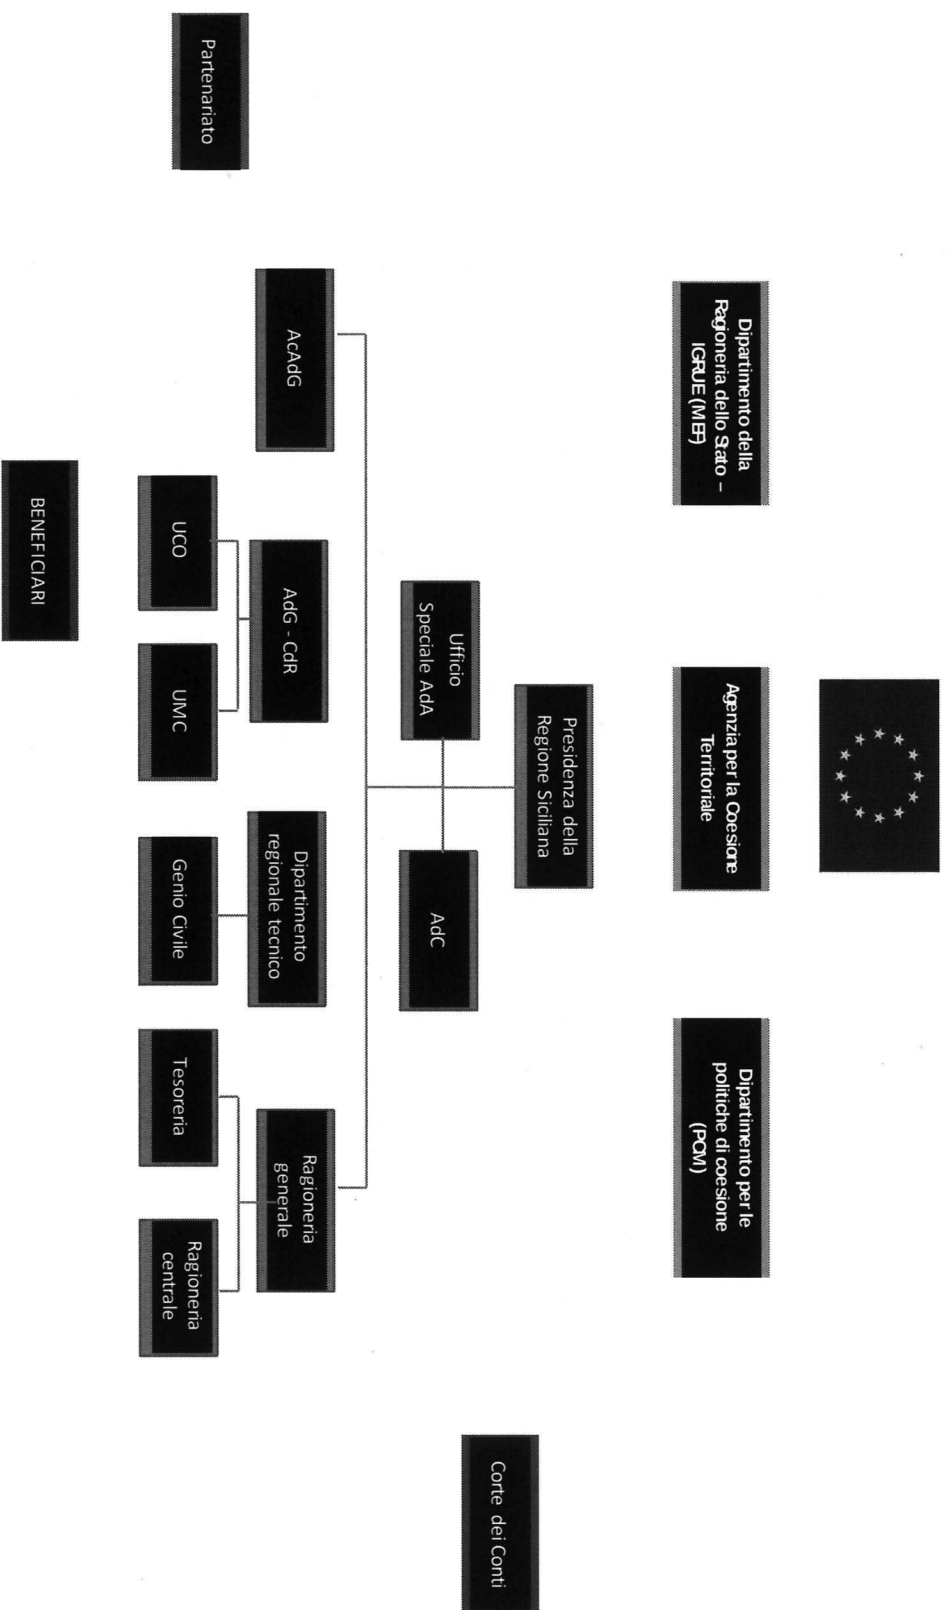 Dipartimento della
Ragioneria dello Stato –
IGRUE (MEF)
Agenzia per la Coesione
Territoriale
Dipartimento per le
politiche di coesione
(PCM)
Presidenza della
Regione Siciliana
Corte dei Conti
Ufficio
Speciale AdA
AdC
AcAdG
AdG - CdR
Dipartimento
regionale tecnico
Ragioneria
generale
Partenariato
UCO
UMC
Genio Civile
Tesoreria
Ragioneria
centrale
BENEFICIARI